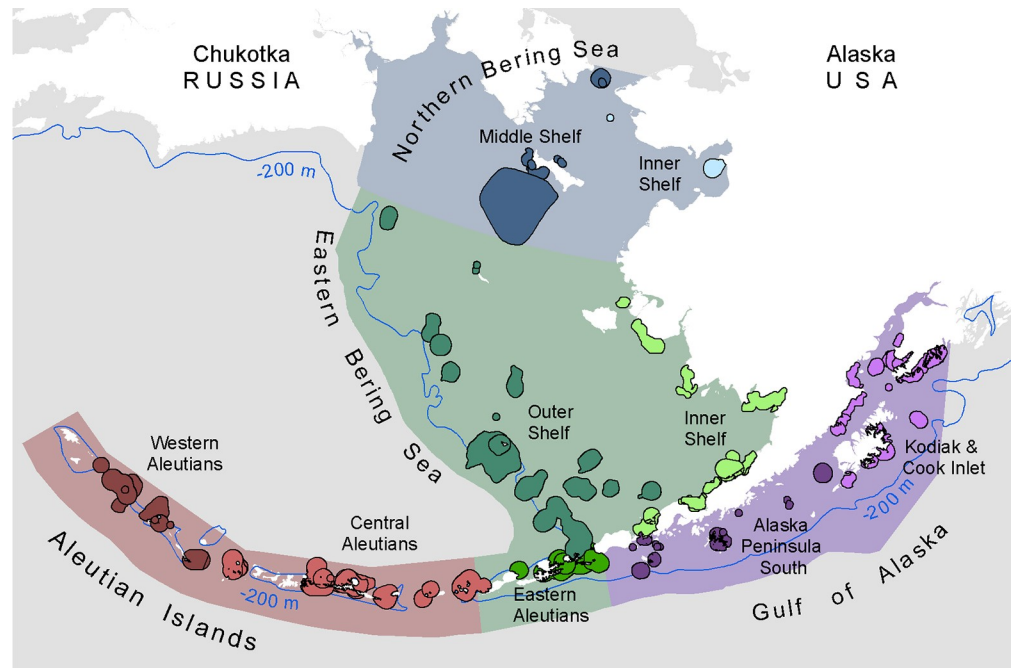 Chukotka
RUSSIA
Northern Bering Sea
Alaska
USA
Middle Shelf
Inner
Shelf
-200 m
Eastern Bering Sea
Outer
Shelf
Inner
Shelf
Western
Aleutians
Kodiak &
Cook Inlet
-200 m
Central
Aleutians
Alaska
Peninsula
South
Aleutian Islands
-200 m
Eastern
Aleutians
Gulf of Alaska